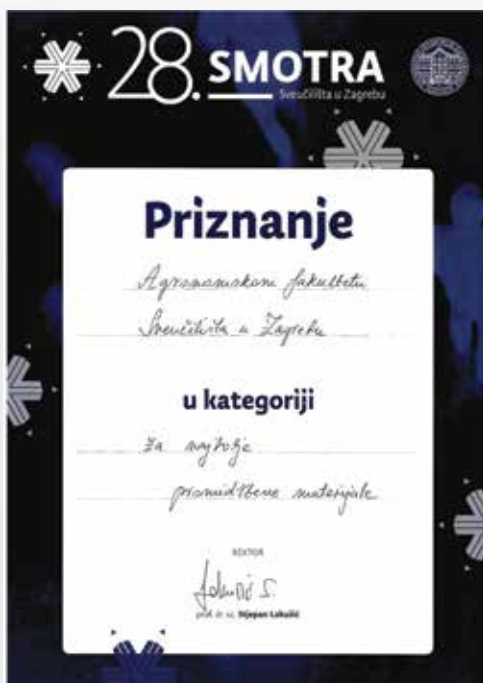 28. SMOTRA
Sveučilišta u Zagrebu
Priznanje
Agronomskom fakultetu
Sveučilišta u Zagrebu
u kategoriji
za najbolje
promidžbene materijale
REKTOR
prof. dr. sc. Stjepan Lakušić